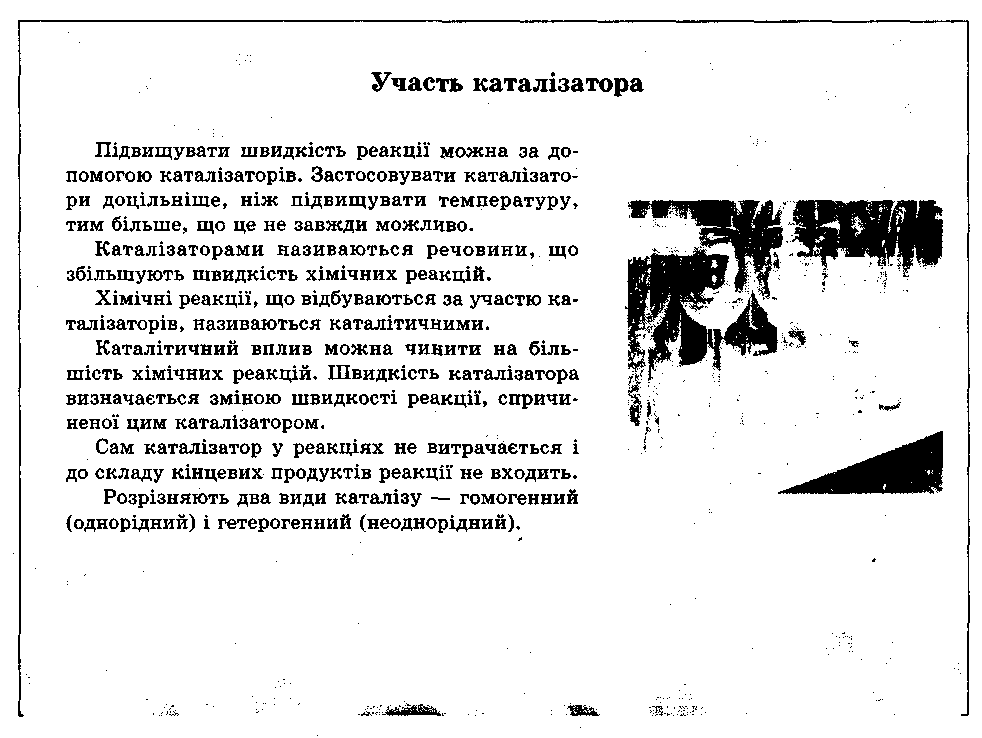 Участь каталізатора
Підвищувати швидкість реакції можна за до-
помогою каталізаторів. Застосовувати каталізато-
ри доцільніше, ніж підвищувати температуру,
тим більше, що це не завжди можливо.
Каталізаторами називаються речовини, що
збільшують швидкість хімічних реакцій.
Хімічні реакції, що відбуваються за участю ка-
талізаторів, називаються каталітичними.
Каталітичний вплив можна чинити на біль-
шість хімічних реакцій. Швидкість каталізатора
визначається зміною швидкості реакції, спричи-
неної цим каталізатором.
Сам каталізатор у реакціях не витрачається і
до складу кінцевих продуктів реакції не входить.
Розрізняють два види каталізу — гомогенний
(однорідний) і гетерогенний (неоднорідний).